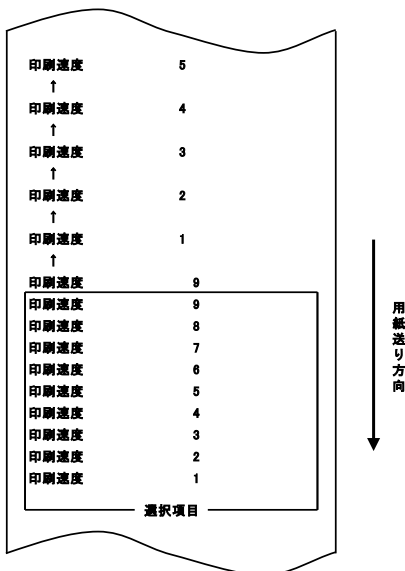 印刷速度 5
↑
印刷速度 4
↑
印刷速度 3
↑
印刷速度 2
↑
印刷速度 1
↑
印刷速度 9
印刷速度 9
印刷速度 8
印刷速度 7
印刷速度 6
印刷速度 5
印刷速度 4
印刷速度 3
印刷速度 2
印刷速度 1
選択項目
用紙送り方向